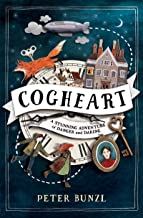 COGHEART
A STUNNING ADVENTURE
of DANGER and DARING
PETER BUNZL